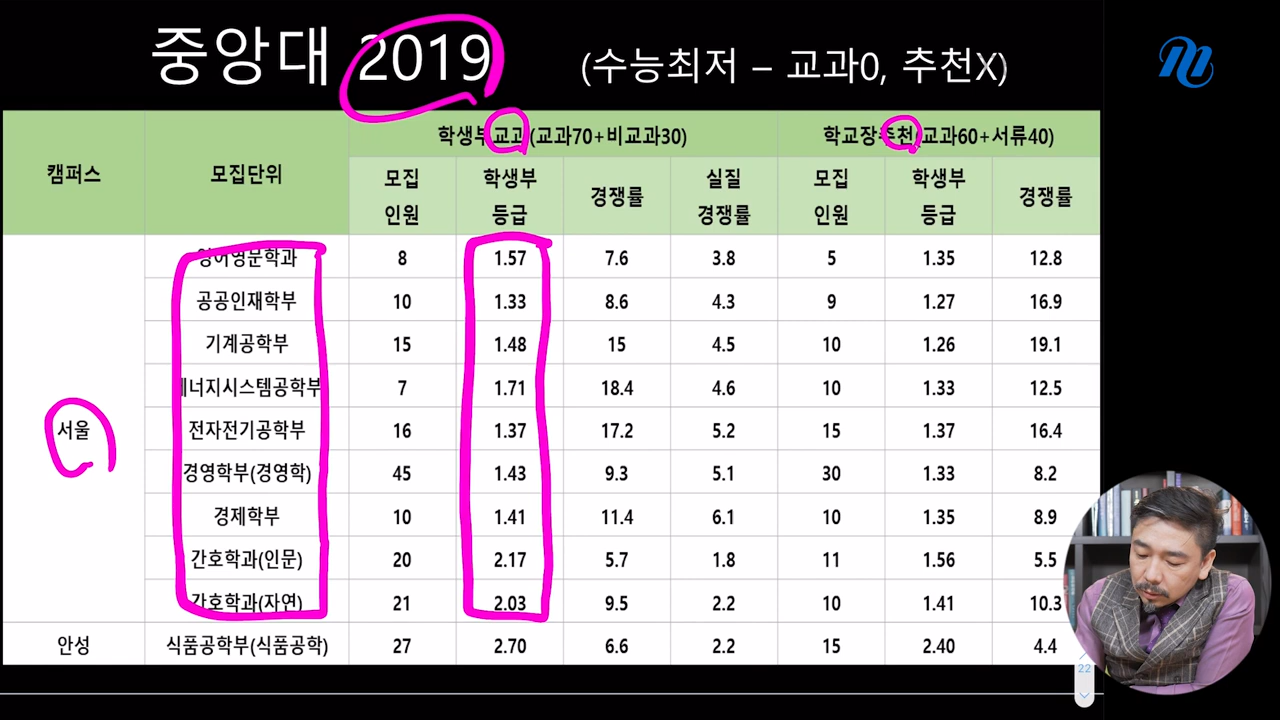 중앙대 2019 (수능최저 – 교과0, 추천X)
캠퍼스 모집단위 학생부교과(교과70+비교과30) 학교장추천(교과60+서류40)
모집인원 학생부등급 경쟁률 실질경쟁률 모집인원 학생부등급 경쟁률
영어영문학과 8 1.57 7.6 3.8 5 1.35 12.8
공공인재학부 10 1.33 8.6 4.3 9 1.27 16.9
기계공학부 15 1.48 15 4.5 10 1.26 19.1
에너지시스템공학부 7 1.71 18.4 4.6 10 1.33 12.5
서울 전자전기공학부 16 1.37 17.2 5.2 15 1.37 16.4
경영학부(경영학) 45 1.43 9.3 5.1 30 1.33 8.2
경제학부 10 1.41 11.4 6.1 10 1.35 8.9
간호학과(인문) 20 2.17 5.7 1.8 11 1.56 5.5
간호학과(자연) 21 2.03 9.5 2.2 10 1.41 10.3
안성 식품공학부(식품공학) 27 2.70 6.6 2.2 15 2.40 4.4
22